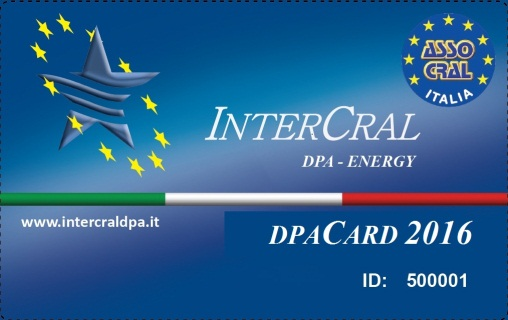 ASSO
CRAL
ITALIA
INTERCRAL
DPA - ENERGY
www.intercraldpa.it
DPACARD 2016
ID: 500001